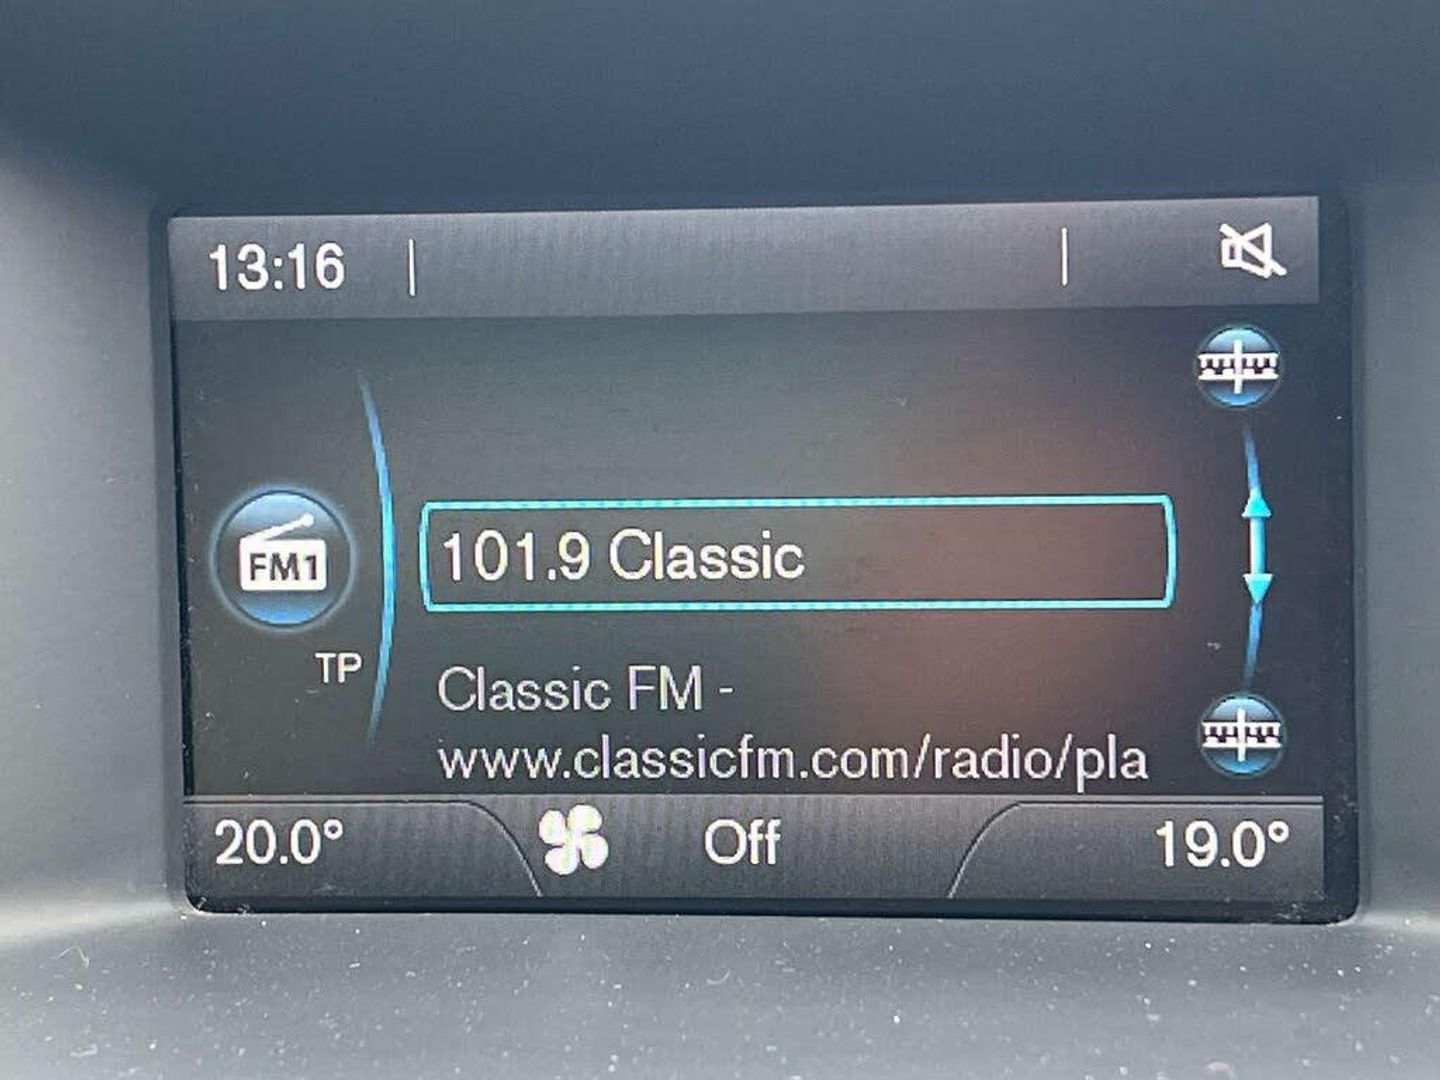 13:16
101.9 Classic
FM1
TP
Classic FM -
www.classicfm.com/radio/pla
20.0° Off 19.0°